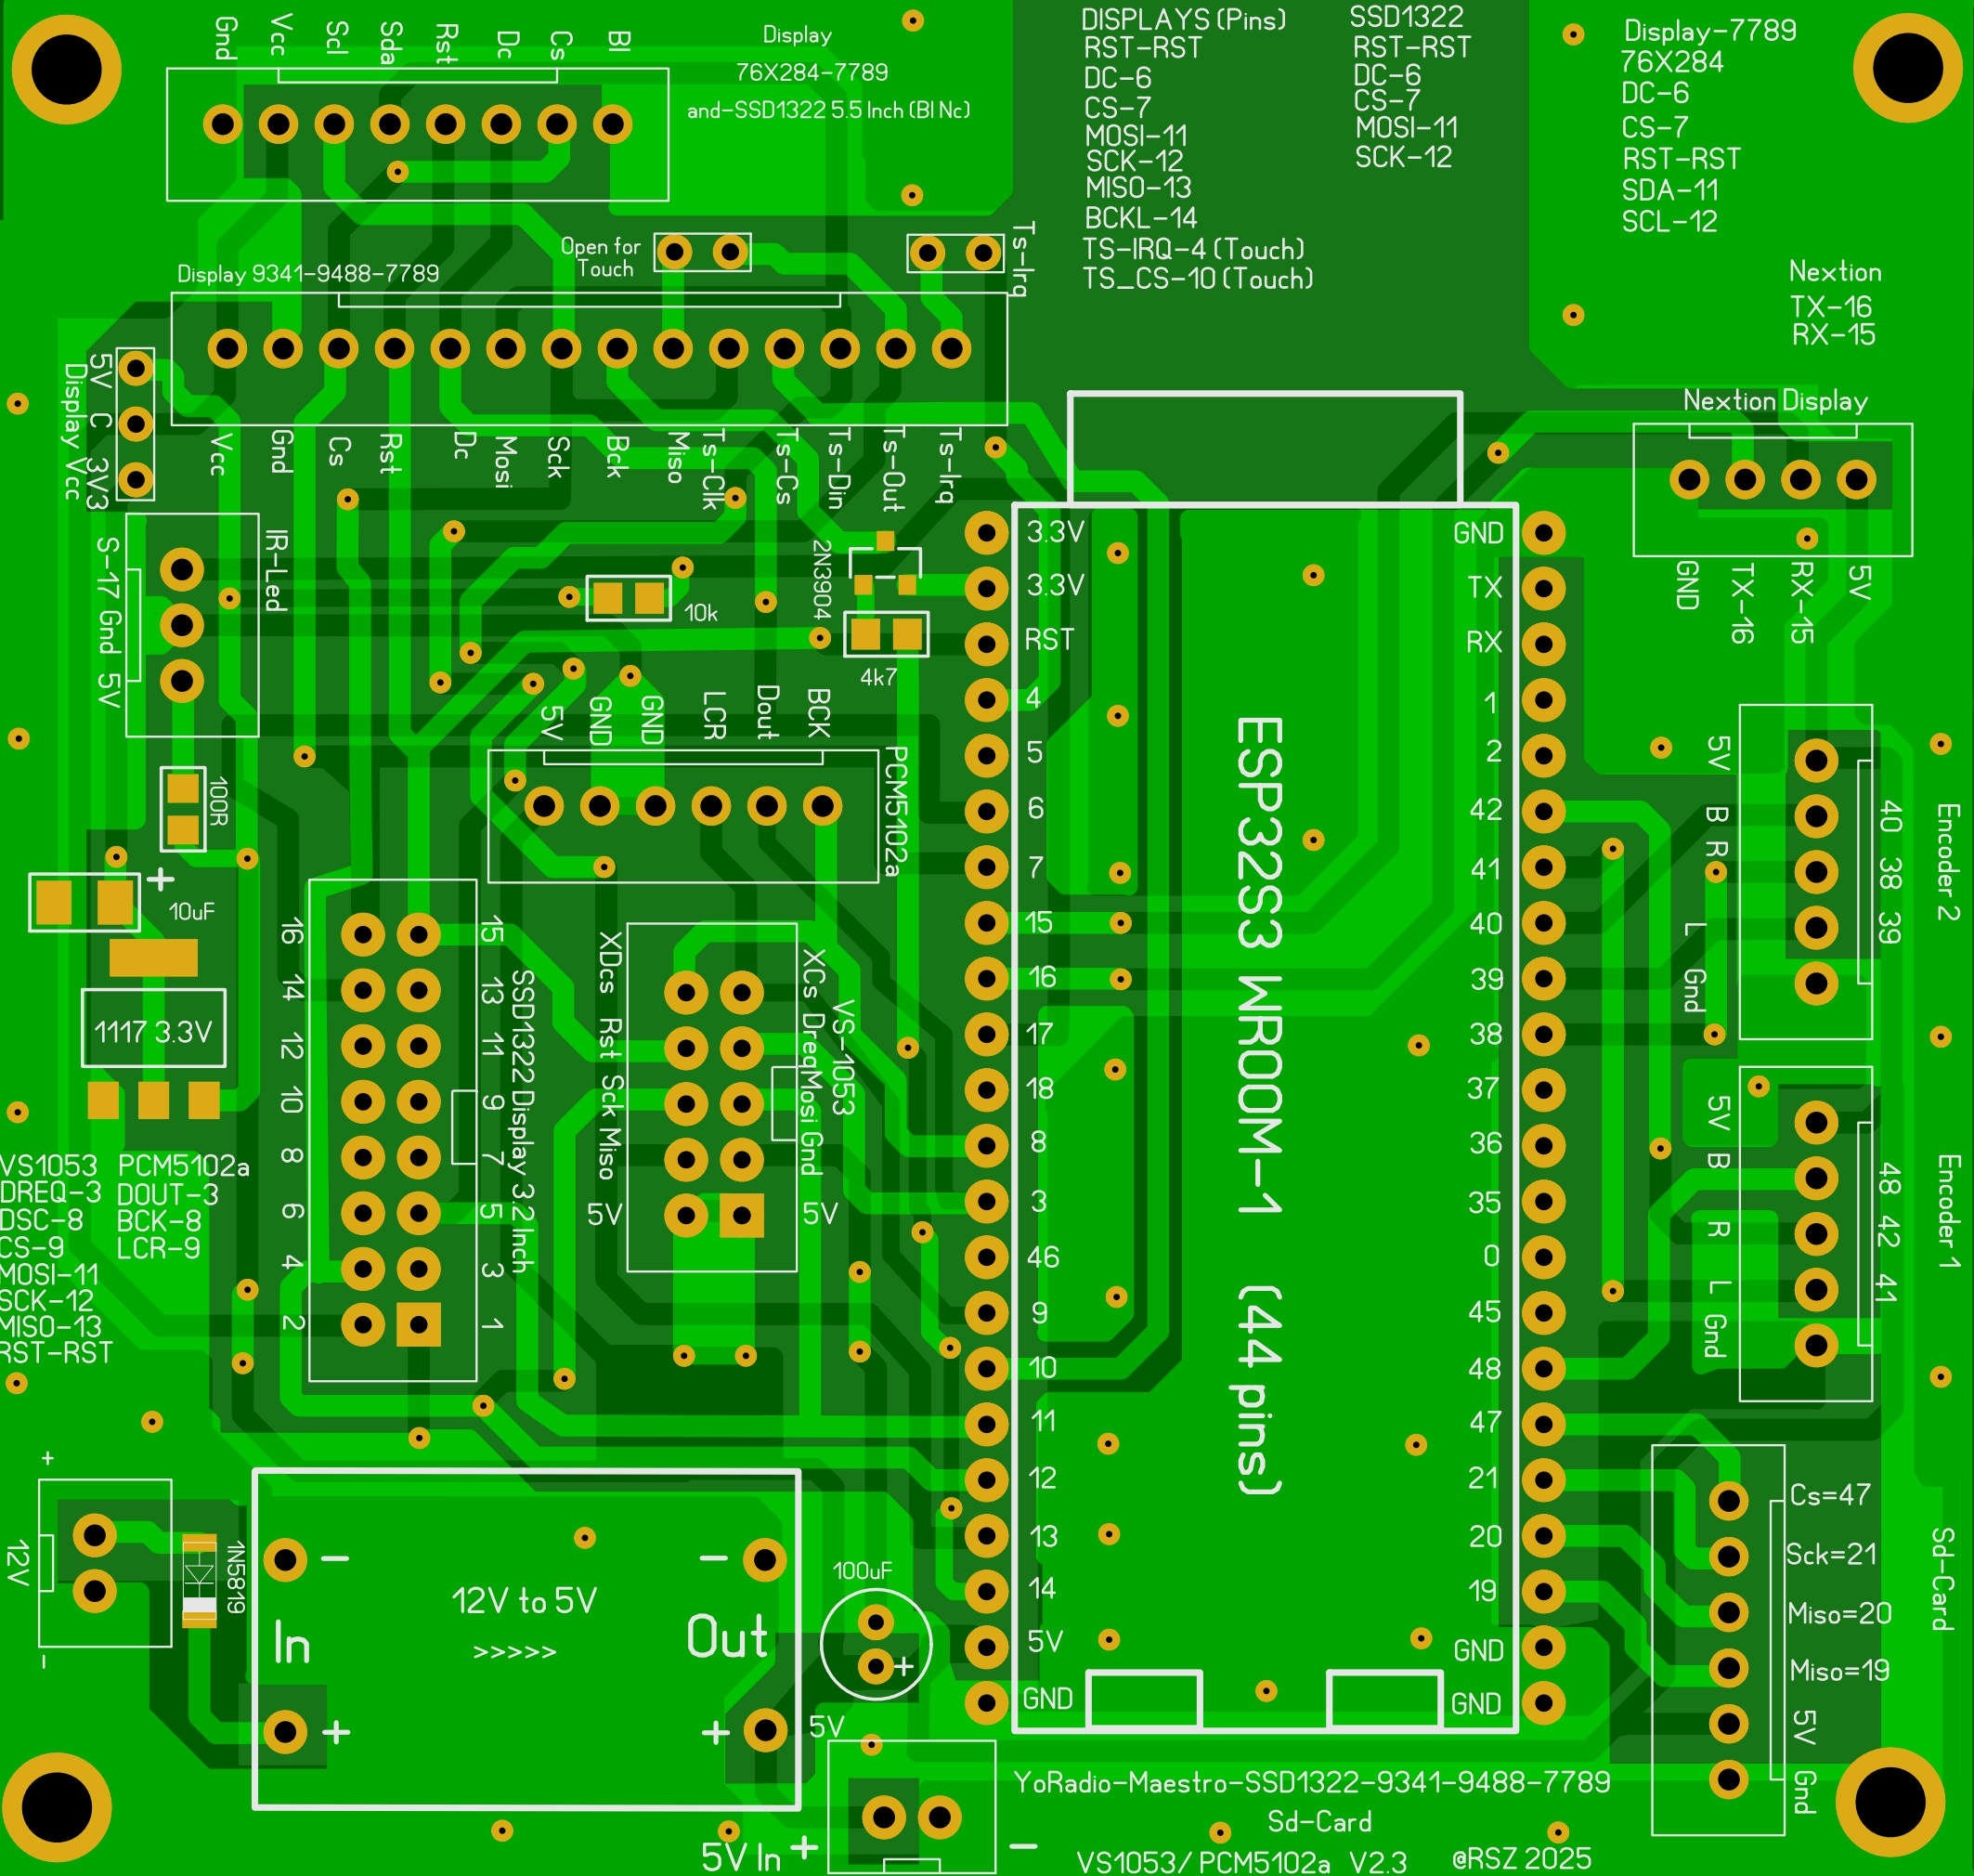 Gnd Vcc Scl Sda Rst Dc Cs Bl
Display
76X284-7789
and-SSD1322 5.5 Inch (Bl Nc)
DISPLAYS (Pins)
RST-RST
DC-6
CS-7
MOSI-11
SCK-12
MISO-13
BCKL-14
TS-IRQ-4 (Touch)
TS_CS-10 (Touch)
SSD1322
RST-RST
DC-6
CS-7
MOSI-11
SCK-12
Display-7789
76X284
DC-6
CS-7
RST-RST
SDA-11
SCL-12
Nextion
TX-16
RX-15
Open for
Touch
Ts-Irq
Display 9341-9488-7789
Display Vcc
5V C 3V3
Vcc Gnd Cs Rst Dc Mosi Sck Bck Miso Ts-Clk Ts-Cs Ts-Din Ts-Out Ts-Irq
Nextion Display
GND TX-16 RX-15 5V
S-17 Gnd 5V
IR-Led
10k
2N3904
4k7
5V GND GND LCR Dout BCK
PCM5102a
100R
+
10uF
1117 3.3V
16 15
14 13
12 11
10 9
8 7
6 5
4 3
2 1
SSD1322 Display 3.2 Inch
XDcs Rst Sck Miso 5V
XCs Dreq Mosi Gnd 5V
VS-1053
3.3V
3.3V
RST
4
5
6
7
15
16
17
18
8
3
46
9
10
11
12
13
14
5V
GND
ESP32S3 WROOM-1 (44 pins)
GND
TX
RX
1
2
42
41
40
39
38
37
36
35
0
45
48
47
21
20
19
GND
GND
5V B R L Gnd
40 38 39
Encoder 2
5V B R L Gnd
48 42 41
Encoder 1
Cs=47
Sck=21
Miso=20
Miso=19
5V
Gnd
Sd-Card
VS1053
DREQ-3
DSC-8
CS-9
MOSI-11
SCK-12
MISO-13
RST-RST
PCM5102a
DOUT-3
BCK-8
LCR-9
+
12V
-
1N5819
- -
12V to 5V
In Out
>>>>>
+ +
100uF
+
5V
5V In + -
YoRadio-Maestro-SSD1322-9341-9488-7789
Sd-Card
VS1053/ PCM5102a V2.3 @RSZ 2025